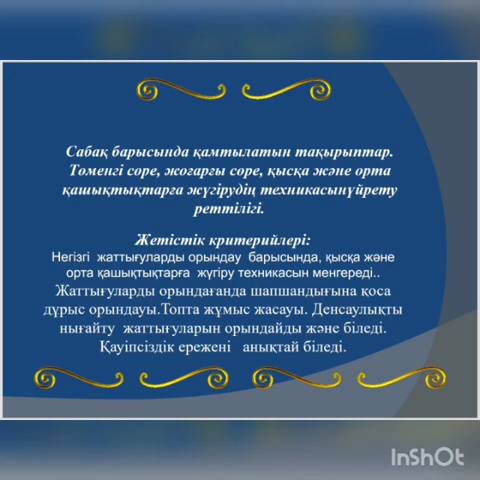 Сабақ барысында қамтылатын тақырыптар.
Төменгі сөре, жоғарғы сөре, қысқа және орта
қашықтықтарға жүгірудің техникасынүйрету
реттілігі.
Жетістік критерийлері:
Негізгі жаттығуларды орындау барысында, қысқа және
орта қашықтықтарға жүгіру техникасын менгереді..
Жаттығуларды орындағанда шапшандығына қоса
дұрыс орындауы.Топта жұмыс жасауы. Денсаулықты
нығайту жаттығуларын орындайды және біледі.
Қауіпсіздік ережені анықтай біледі.
InShOt